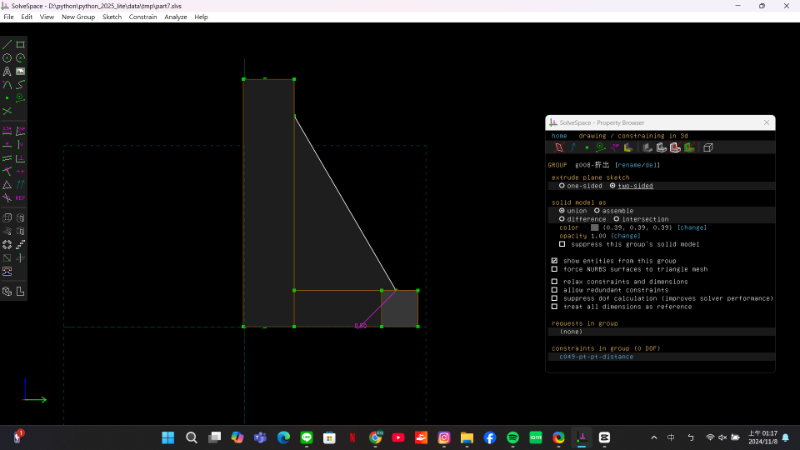 SolveSpace - D:\python\python_2025_lite\data\tmp\part7.slvs
File Edit View New Group Sketch Constrain Analyze Help
SolveSpace - Property Browser
home drawing / constraining in 3d
GROUP g008-擠出 [rename/del]
extrude plane sketch
one-sided two-sided
solid model as
union assemble
difference intersection
color (0.39, 0.39, 0.39) [change]
opacity 1.00 [change]
suppress this group's solid model
show entities from this group
force NURBS surfaces to triangle mesh
relax constraints and dimensions
allow redundant constraints
suppress dof calculation (improves solver performance)
treat all dimensions as reference
requests in group
(none)
constraints in group (0 DOF)
c049-pt-pt-distance
中 ㄅ
上午 01:17
2024/11/8